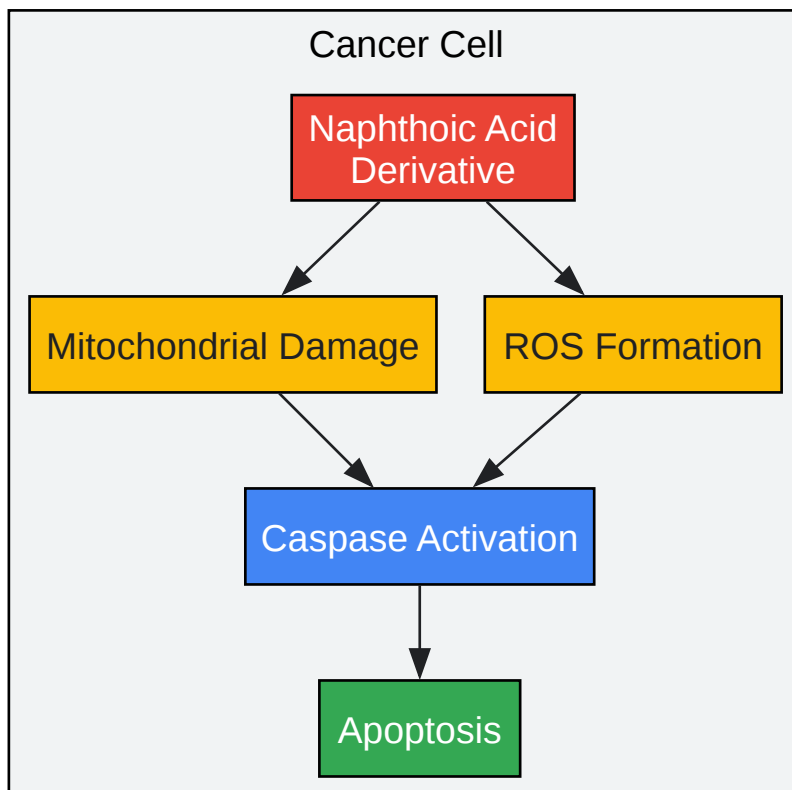 Cancer Cell
Naphthoic Acid
Derivative
Mitochondrial Damage
ROS Formation
Caspase Activation
Apoptosis